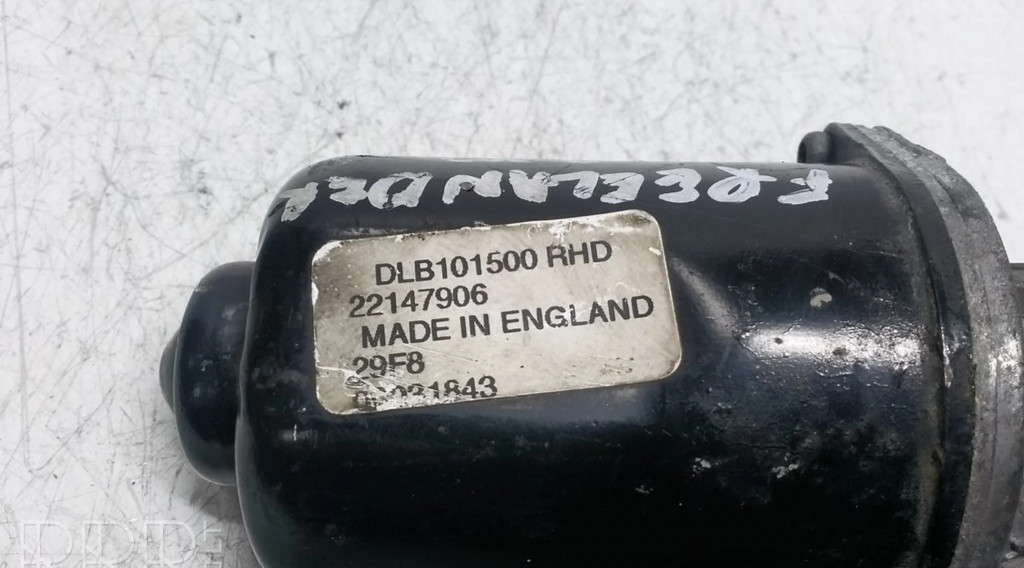 FREELANDER
DLB101500 RHD
22147906
MADE IN ENGLAND
29F8